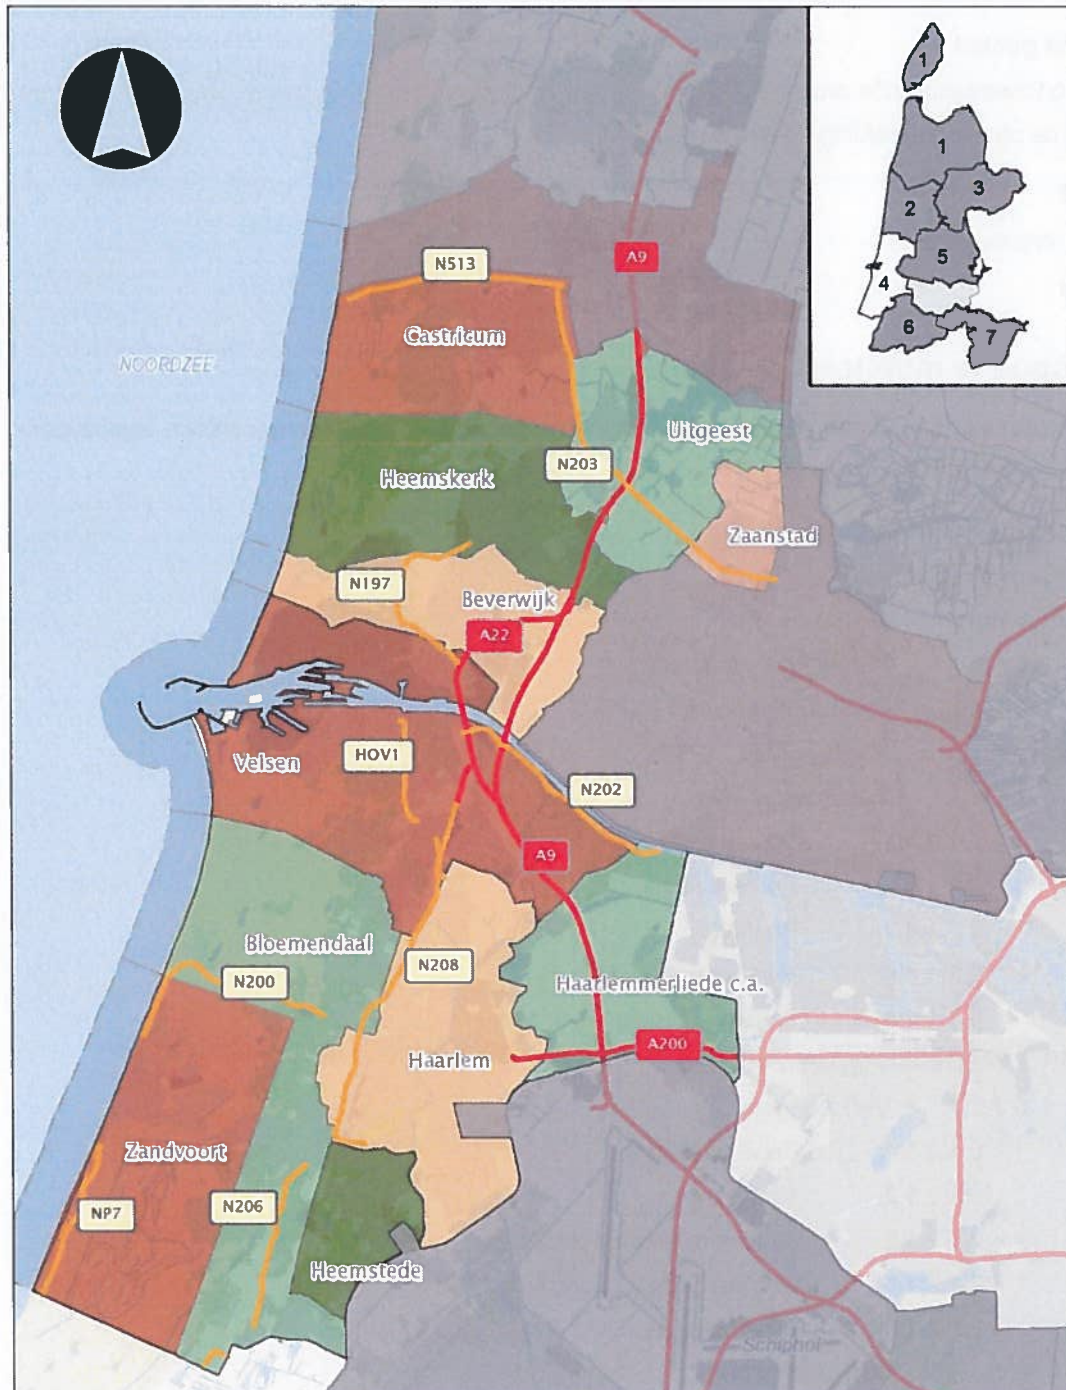 1
1
3
2
5
4
6
7
N513
A9
Castricum
NOORDZEE
Uitgeest
N203
Heemskerk
Zaanstad
N197
Beverwijk
A22
HOV1
Velsen
N202
A9
Bloemendaal
N208
N200
Haarlemmerliede c.a.
A200
Haarlem
Zandvoort
N206
NP7
Heemstede
Schiphol